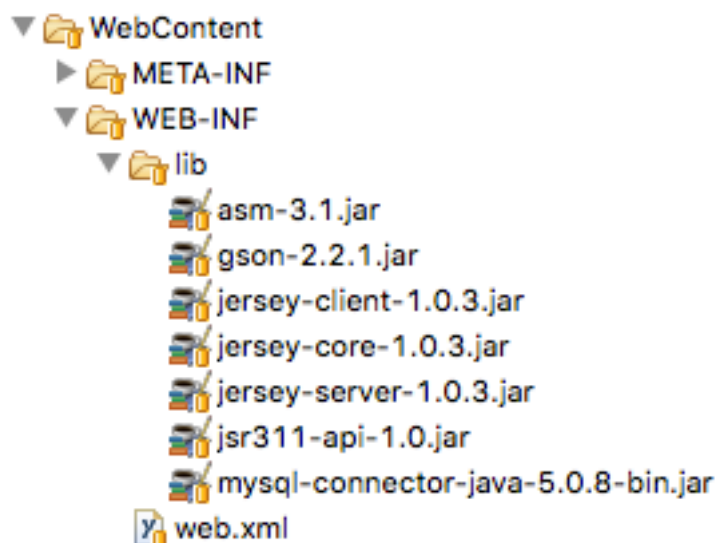 WebContent
META-INF
WEB-INF
lib
asm-3.1.jar
gson-2.2.1.jar
jersey-client-1.0.3.jar
jersey-core-1.0.3.jar
jersey-server-1.0.3.jar
jsr311-api-1.0.jar
mysql-connector-java-5.0.8-bin.jar
web.xml